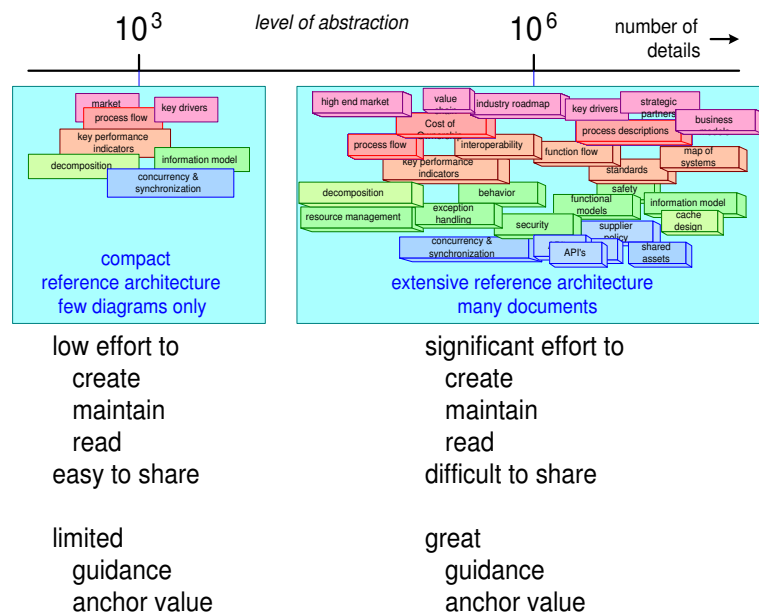 10³
level of abstraction
10⁶
number of
details
market
key drivers
process flow
key performance
indicators
decomposition
information model
concurrency &
synchronization
compact
reference architecture
few diagrams only
high end market
value
industry roadmap
key drivers
strategic
partners
business
Cost of
process descriptions
process flow
interoperability
function flow
map of
systems
key performance
indicators
standards
decomposition
behavior
safety
functional
models
information model
resource management
exception
handling
security
cache
design
supplier
policy
concurrency &
synchronization
API's
shared
assets
extensive reference architecture
many documents
low effort to
create
maintain
read
easy to share
limited
guidance
anchor value
significant effort to
create
maintain
read
difficult to share
great
guidance
anchor value